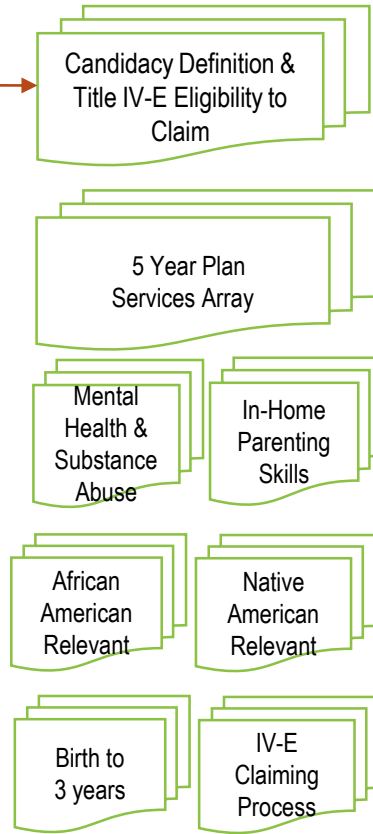 Candidacy Definition &
Title IV-E Eligibility to
Claim
5 Year Plan
Services Array
Mental
Health &
Substance
Abuse
In-Home
Parenting
Skills
African
American
Relevant
Native
American
Relevant
Birth to
3 years
IV-E
Claiming
Process